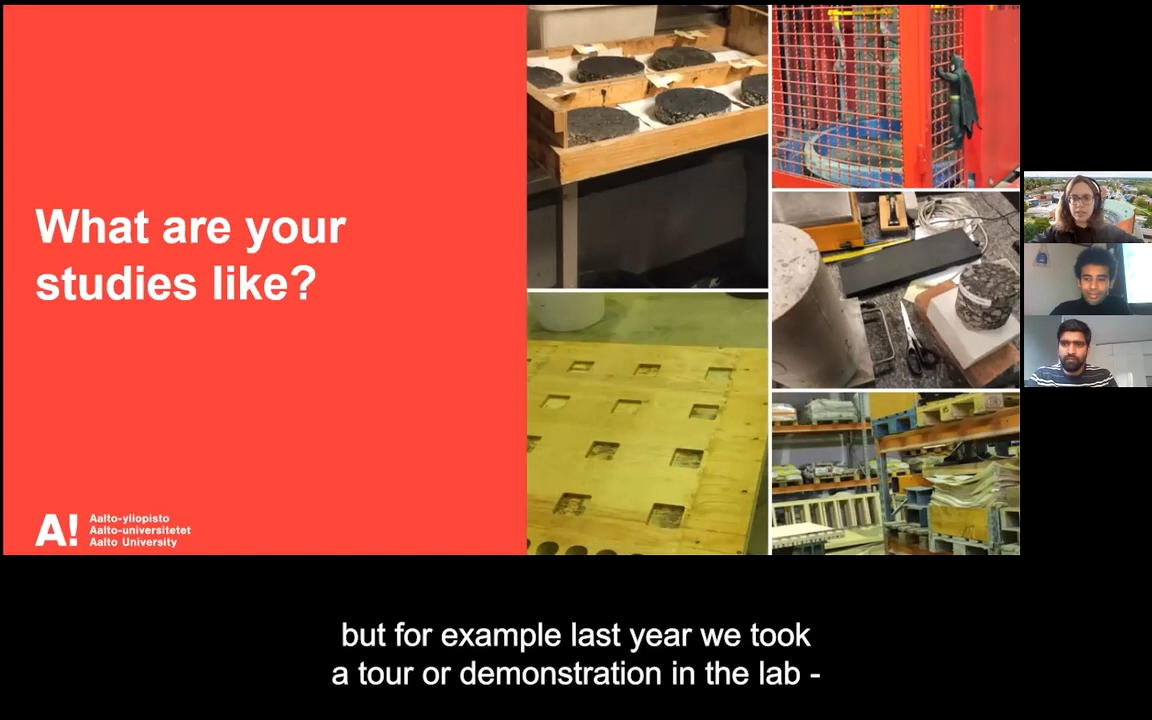 What are your
studies like?
A!
Aalto-yliopisto
Aalto-universitetet
Aalto University
but for example last year we took
a tour or demonstration in the lab -